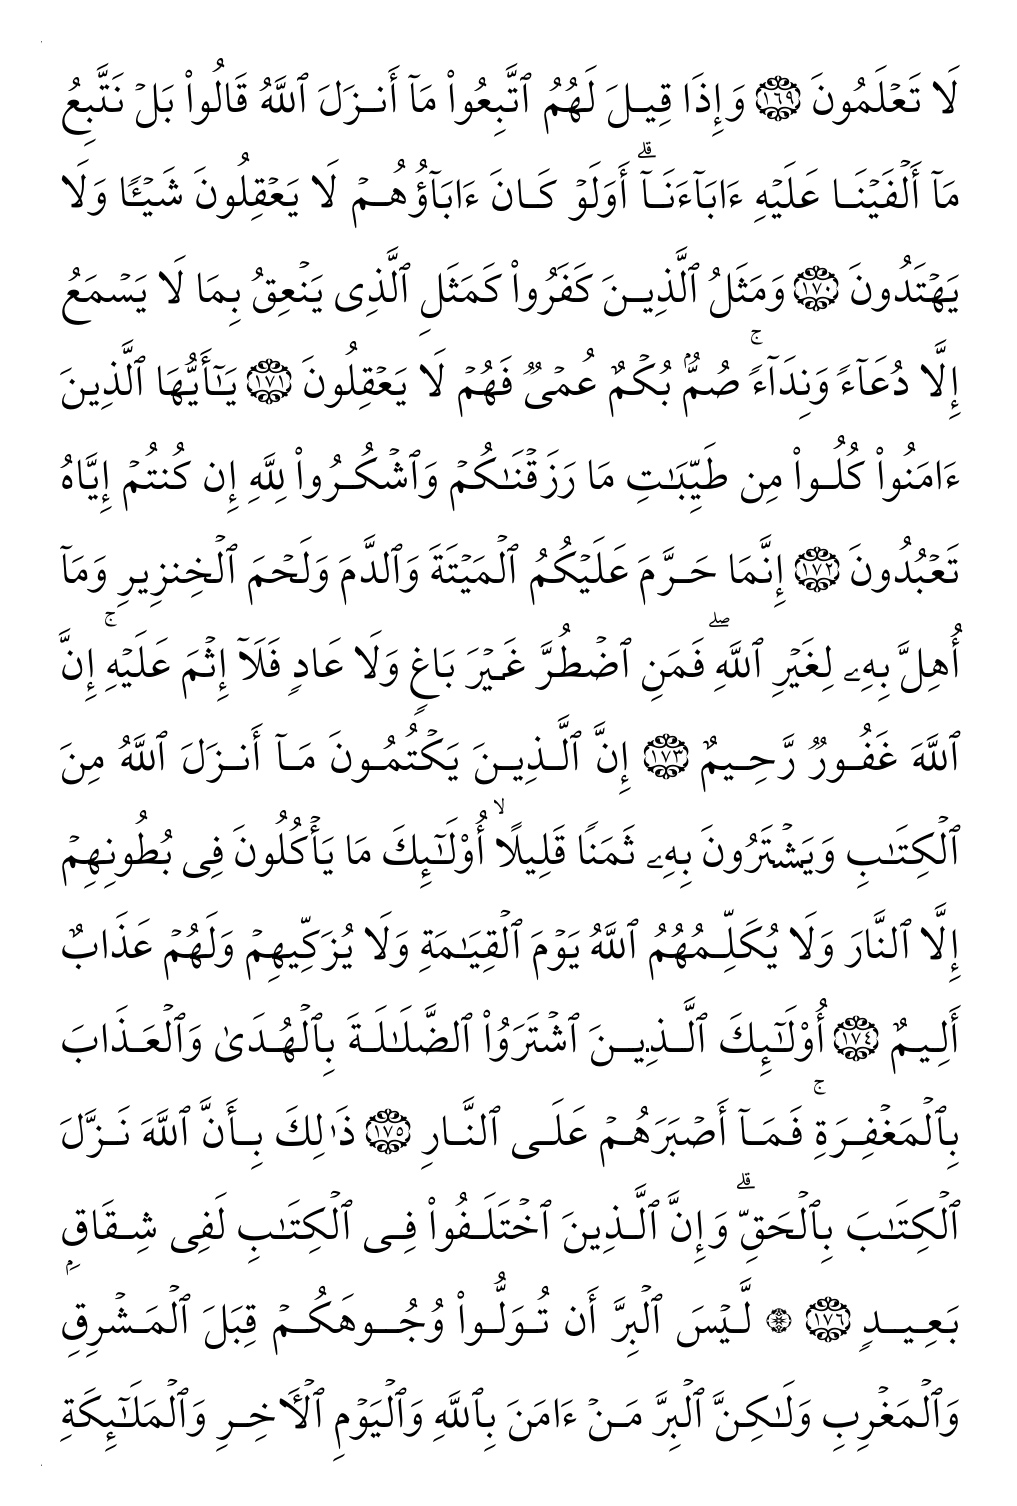 لَا تَعۡلَمُونَ ١٦٩ وَإِذَا قِيلَ لَهُمُ ٱتَّبِعُواْ مَآ أَنزَلَ ٱللَّهُ قَالُواْ بَلۡ نَتَّبِعُ
مَآ أَلۡفَيۡنَا عَلَيۡهِ ءَابَآءَنَآۗ أَوَلَوۡ كَانَ ءَابَآؤُهُمۡ لَا يَعۡقِلُونَ شَيۡـٔٗا وَلَا
يَهۡتَدُونَ ١٧٠ وَمَثَلُ ٱلَّذِينَ كَفَرُواْ كَمَثَلِ ٱلَّذِى يَنۡعِقُ بِمَا لَا يَسۡمَعُ
إِلَّا دُعَآءٗ وَنِدَآءٗۚ صُمُّۢ بُكۡمٌ عُمۡىٞ فَهُمۡ لَا يَعۡقِلُونَ ١٧١ يَـٰٓأَيُّهَا ٱلَّذِينَ
ءَامَنُواْ كُلُواْ مِن طَيِّبَـٰتِ مَا رَزَقۡنَـٰكُمۡ وَٱشۡكُرُواْ لِلَّهِ إِن كُنتُمۡ إِيَّاهُ
تَعۡبُدُونَ ١٧٢ إِنَّمَا حَرَّمَ عَلَيۡكُمُ ٱلۡمَيۡتَةَ وَٱلدَّمَ وَلَحۡمَ ٱلۡخِنزِيرِ وَمَآ
أُهِلَّ بِهِۦ لِغَيۡرِ ٱللَّهِۖ فَمَنِ ٱضۡطُرَّ غَيۡرَ بَاغٖ وَلَا عَادٖ فَلَآ إِثۡمَ عَلَيۡهِۚ إِنَّ
ٱللَّهَ غَفُورٞ رَّحِيمٌ ١٧٣ إِنَّ ٱلَّذِينَ يَكۡتُمُونَ مَآ أَنزَلَ ٱللَّهُ مِنَ
ٱلۡكِتَـٰبِ وَيَشۡتَرُونَ بِهِۦ ثَمَنٗا قَلِيلًاۙ أُوْلَـٰٓئِكَ مَا يَأۡكُلُونَ فِى بُطُونِهِمۡ
إِلَّا ٱلنَّارَ وَلَا يُكَلِّمُهُمُ ٱللَّهُ يَوۡمَ ٱلۡقِيَـٰمَةِ وَلَا يُزَكِّيهِمۡ وَلَهُمۡ عَذَابٌ
أَلِيمٌ ١٧٤ أُوْلَـٰٓئِكَ ٱلَّذِينَ ٱشۡتَرَوُاْ ٱلضَّلَـٰلَةَ بِٱلۡهُدَىٰ وَٱلۡعَذَابَ
بِٱلۡمَغۡفِرَةِۚ فَمَآ أَصۡبَرَهُمۡ عَلَى ٱلنَّارِ ١٧٥ ذَٰلِكَ بِأَنَّ ٱللَّهَ نَزَّلَ
ٱلۡكِتَـٰبَ بِٱلۡحَقِّۗ وَإِنَّ ٱلَّذِينَ ٱخۡتَلَفُواْ فِى ٱلۡكِتَـٰبِ لَفِى شِقَاقِۭ
بَعِيدٖ ١٧٦ ۞ لَّيۡسَ ٱلۡبِرَّ أَن تُوَلُّواْ وُجُوهَكُمۡ قِبَلَ ٱلۡمَشۡرِقِ
وَٱلۡمَغۡرِبِ وَلَـٰكِنَّ ٱلۡبِرَّ مَنۡ ءَامَنَ بِٱللَّهِ وَٱلۡيَوۡمِ ٱلۡأَخِرِ وَٱلۡمَلَـٰٓئِكَةِ